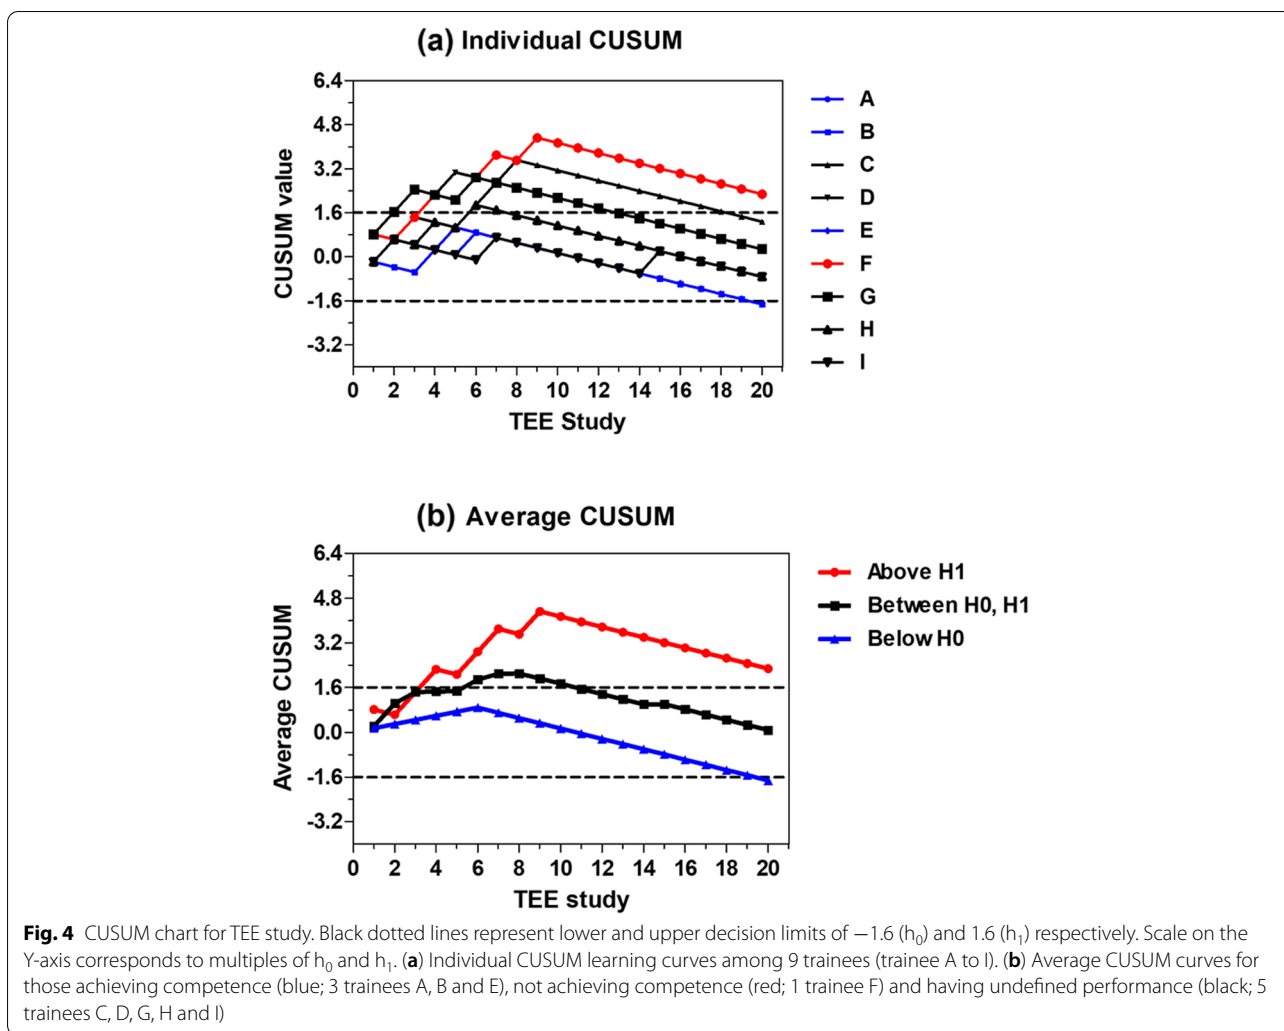 (a) Individual CUSUM
6.4
4.8
3.2
1.6
0.0
-1.6
-3.2
CUSUM value
0 2 4 6 8 10 12 14 16 18 20
TEE Study
A
B
C
D
E
F
G
H
I
(b) Average CUSUM
6.4
4.8
3.2
1.6
0.0
-1.6
-3.2
Average CUSUM
0 2 4 6 8 10 12 14 16 18 20
TEE study
Above H1
Between H0, H1
Below H0
Fig. 4 CUSUM chart for TEE study. Black dotted lines represent lower and upper decision limits of −1.6 (h0) and 1.6 (h1) respectively. Scale on the
Y-axis corresponds to multiples of h0 and h1. (a) Individual CUSUM learning curves among 9 trainees (trainee A to I). (b) Average CUSUM curves for
those achieving competence (blue; 3 trainees A, B and E), not achieving competence (red; 1 trainee F) and having undefined performance (black; 5
trainees C, D, G, H and I)